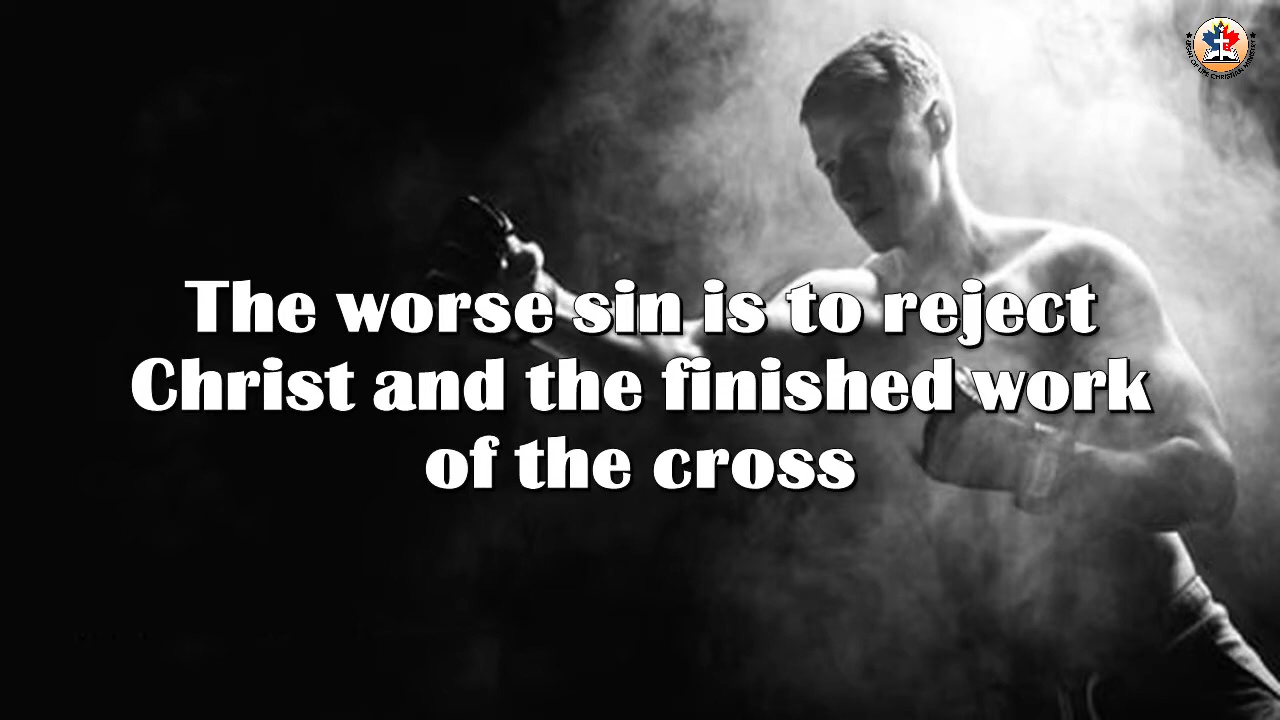 The worse sin is to reject
Christ and the finished work
of the cross